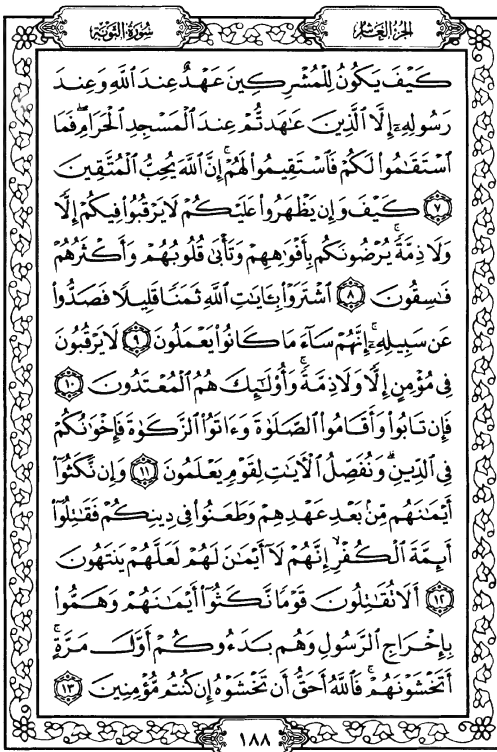 الجزء العاشر
سورة التوبة
كَيْفَ يَكُونُ لِلْمُشْرِكِينَ عَهْدٌ عِندَ ٱللَّهِ وَعِندَ
رَسُولِهِۦٓ إِلَّا ٱلَّذِينَ عَـٰهَدتُّمْ عِندَ ٱلْمَسْجِدِ ٱلْحَرَامِ ۖ فَمَا
ٱسْتَقَـٰمُوا۟ لَكُمْ فَٱسْتَقِيمُوا۟ لَهُمْ ۚ إِنَّ ٱللَّهَ يُحِبُّ ٱلْمُتَّقِينَ
٧ كَيْفَ وَإِن يَظْهَرُوا۟ عَلَيْكُمْ لَا يَرْقُبُوا۟ فِيكُمْ إِلًّا
وَلَا ذِمَّةً ۚ يُرْضُونَكُم بِأَفْوَٰهِهِمْ وَتَأْبَىٰ قُلُوبُهُمْ وَأَكْثَرُهُمْ
فَـٰسِقُونَ ٨ ٱشْتَرَوْا۟ بِـَٔايَـٰتِ ٱللَّهِ ثَمَنًا قَلِيلًا فَصَدُّوا۟
عَن سَبِيلِهِۦٓ ۚ إِنَّهُمْ سَآءَ مَا كَانُوا۟ يَعْمَلُونَ ٩ لَا يَرْقُبُونَ
فِى مُؤْمِنٍ إِلًّا وَلَا ذِمَّةً ۚ وَأُو۟لَـٰٓئِكَ هُمُ ٱلْمُعْتَدُونَ ١٠
فَإِن تَابُوا۟ وَأَقَامُوا۟ ٱلصَّلَوٰةَ وَءَاتَوُا۟ ٱلزَّكَوٰةَ فَإِخْوَٰنُكُمْ
فِى ٱلدِّينِ ۗ وَنُفَصِّلُ ٱلْـَٔايَـٰتِ لِقَوْمٍ يَعْلَمُونَ ١١ وَإِن نَّكَثُوٓا۟
أَيْمَـٰنَهُم مِّنۢ بَعْدِ عَهْدِهِمْ وَطَعَنُوا۟ فِى دِينِكُمْ فَقَـٰتِلُوٓا۟
أَئِمَّةَ ٱلْكُفْرِ ۙ إِنَّهُمْ لَآ أَيْمَـٰنَ لَهُمْ لَعَلَّهُمْ يَنتَهُونَ
١٢ أَلَا تُقَـٰتِلُونَ قَوْمًا نَّكَثُوٓا۟ أَيْمَـٰنَهُمْ وَهَمُّوا۟
بِإِخْرَاجِ ٱلرَّسُولِ وَهُم بَدَءُوكُمْ أَوَّلَ مَرَّةٍ ۚ
أَتَخْشَوْنَهُمْ ۚ فَٱللَّهُ أَحَقُّ أَن تَخْشَوْهُ إِن كُنتُم مُّؤْمِنِينَ ١٣
١٨٨